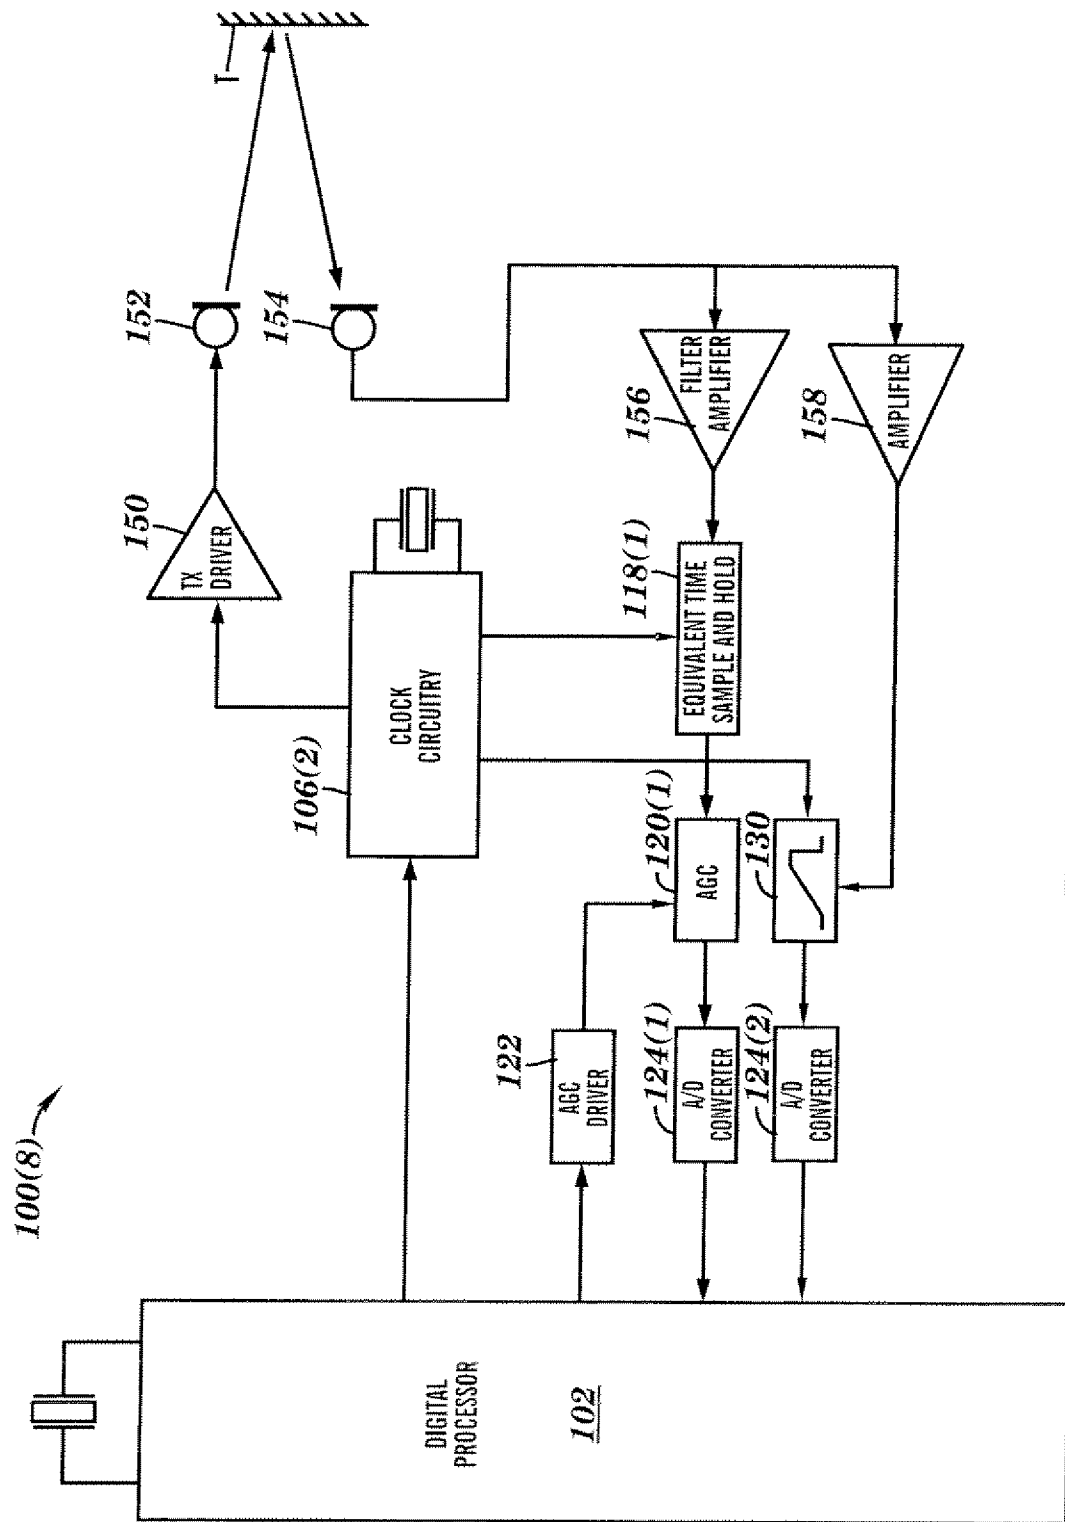 100(8)
DIGITAL
PROCESSOR
102
106(2)
CLOCK
CIRCUITRY
150
TX
DRIVER
152
154
T
122
AGC
DRIVER
124(1)
A/D
CONVERTER
124(2)
A/D
CONVERTER
120(1)
AGC
130
118(1)
EQUIVALENT TIME
SAMPLE AND HOLD
156
FILTER
AMPLIFIER
158
AMPLIFIER